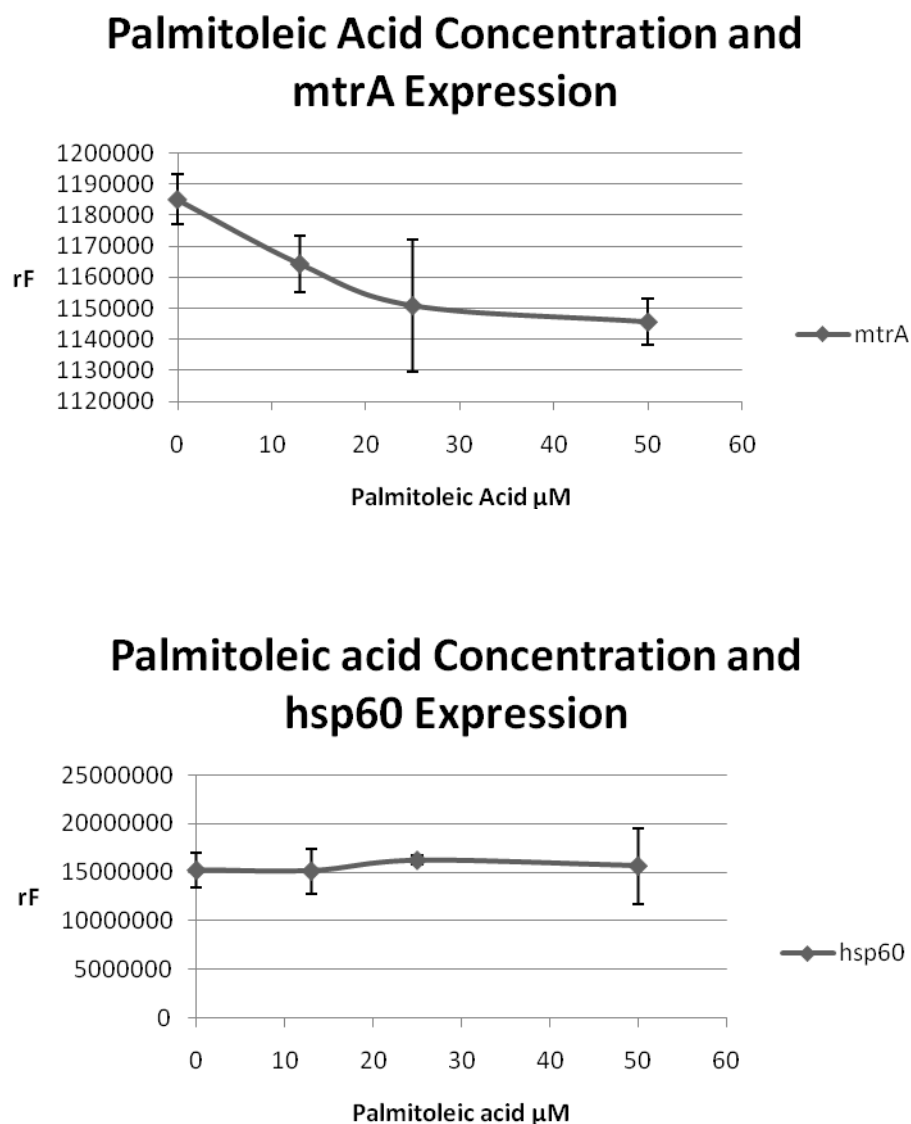 Palmitoleic Acid Concentration and
mtrA Expression
1200000
1190000
1180000
1170000
1160000
1150000
1140000
1130000
1120000
rF
0 10 20 30 40 50 60
Palmitoleic Acid µM
mtrA
Palmitoleic acid Concentration and
hsp60 Expression
25000000
20000000
15000000
10000000
5000000
0
rF
0 10 20 30 40 50 60
Palmitoleic acid µM
hsp60